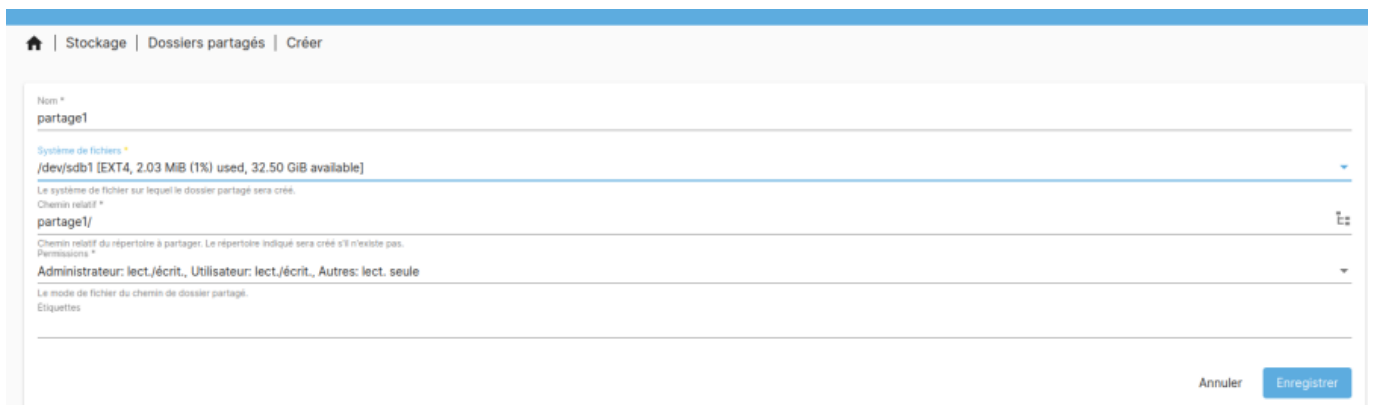 Stockage | Dossiers partagés | Créer
Nom *
partage1
Système de fichiers *
/dev/sdb1 [EXT4, 2.03 MiB (1%) used, 32.50 GiB available]
Le système de fichier sur lequel le dossier partagé sera créé.
Chemin relatif *
partage1/
Chemin relatif du répertoire à partager. Le répertoire indiqué sera créé s'il n'existe pas.
Permissions *
Administrateur: lect./écrit., Utilisateur: lect./écrit., Autres: lect. seule
Le mode de fichier du chemin de dossier partagé.
Étiquettes
Annuler Enregistrer